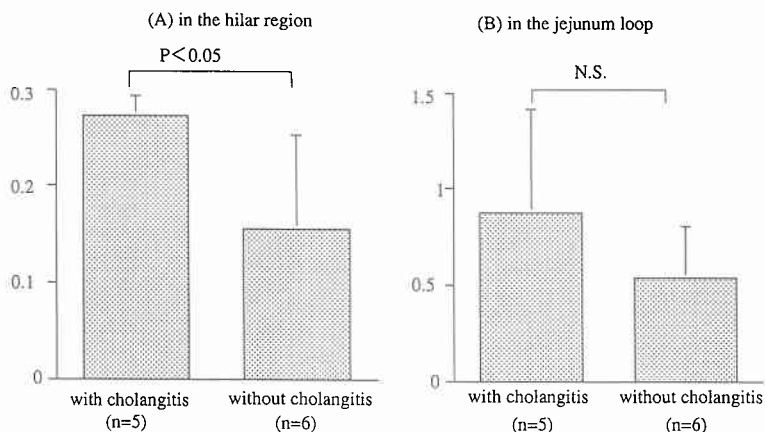 (A) in the hilar region
P<0.05
0.3
0.2
0.1
0
with cholangitis
(n=5)
without cholangitis
(n=6)
(B) in the jejunum loop
N.S.
1.5
1
0.5
0
with cholangitis
(n=5)
without cholangitis
(n=6)